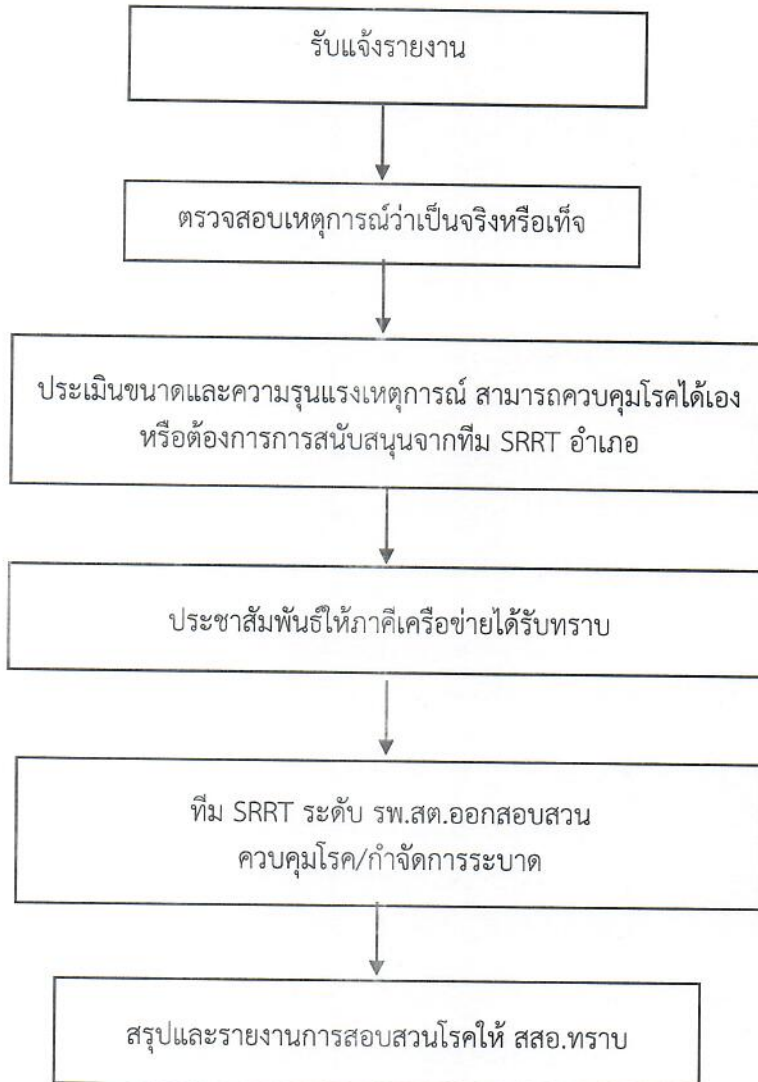 รับแจ้งรายงาน
ตรวจสอบเหตุการณ์ว่าเป็นจริงหรือเท็จ
ประเมินขนาดและความรุนแรงเหตุการณ์ สามารถควบคุมโรคได้เอง
หรือต้องการการสนับสนุนจากทีม SRRT อำเภอ
ประชาสัมพันธ์ให้ภาคีเครือข่ายได้รับทราบ
ทีม SRRT ระดับ รพ.สต.ออกสอบสวน
ควบคุมโรค/กำจัดการระบาด
สรุปและรายงานการสอบสวนโรคให้ สสอ.ทราบ